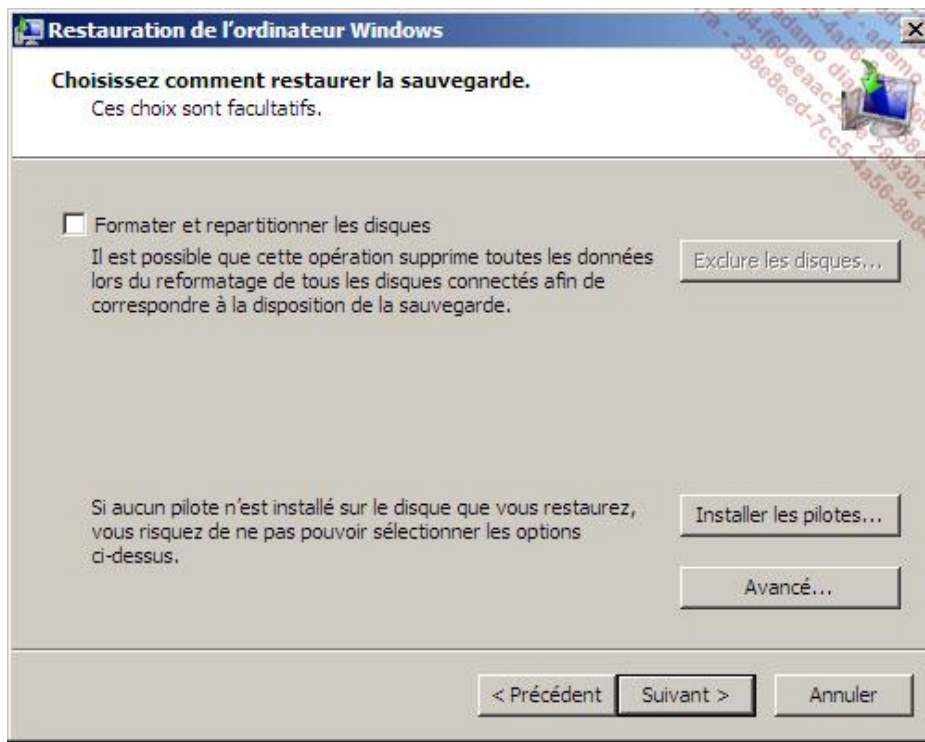 Restauration de l'ordinateur Windows
Choisissez comment restaurer la sauvegarde.
Ces choix sont facultatifs.
Formater et repartitionner les disques
Il est possible que cette opération supprime toutes les données
lors du reformatage de tous les disques connectés afin de
correspondre à la disposition de la sauvegarde.
Exclure les disques...
Si aucun pilote n'est installé sur le disque que vous restaurez,
vous risquez de ne pas pouvoir sélectionner les options
ci-dessus.
Installer les pilotes...
Avancé...
< Précédent
Suivant >
Annuler